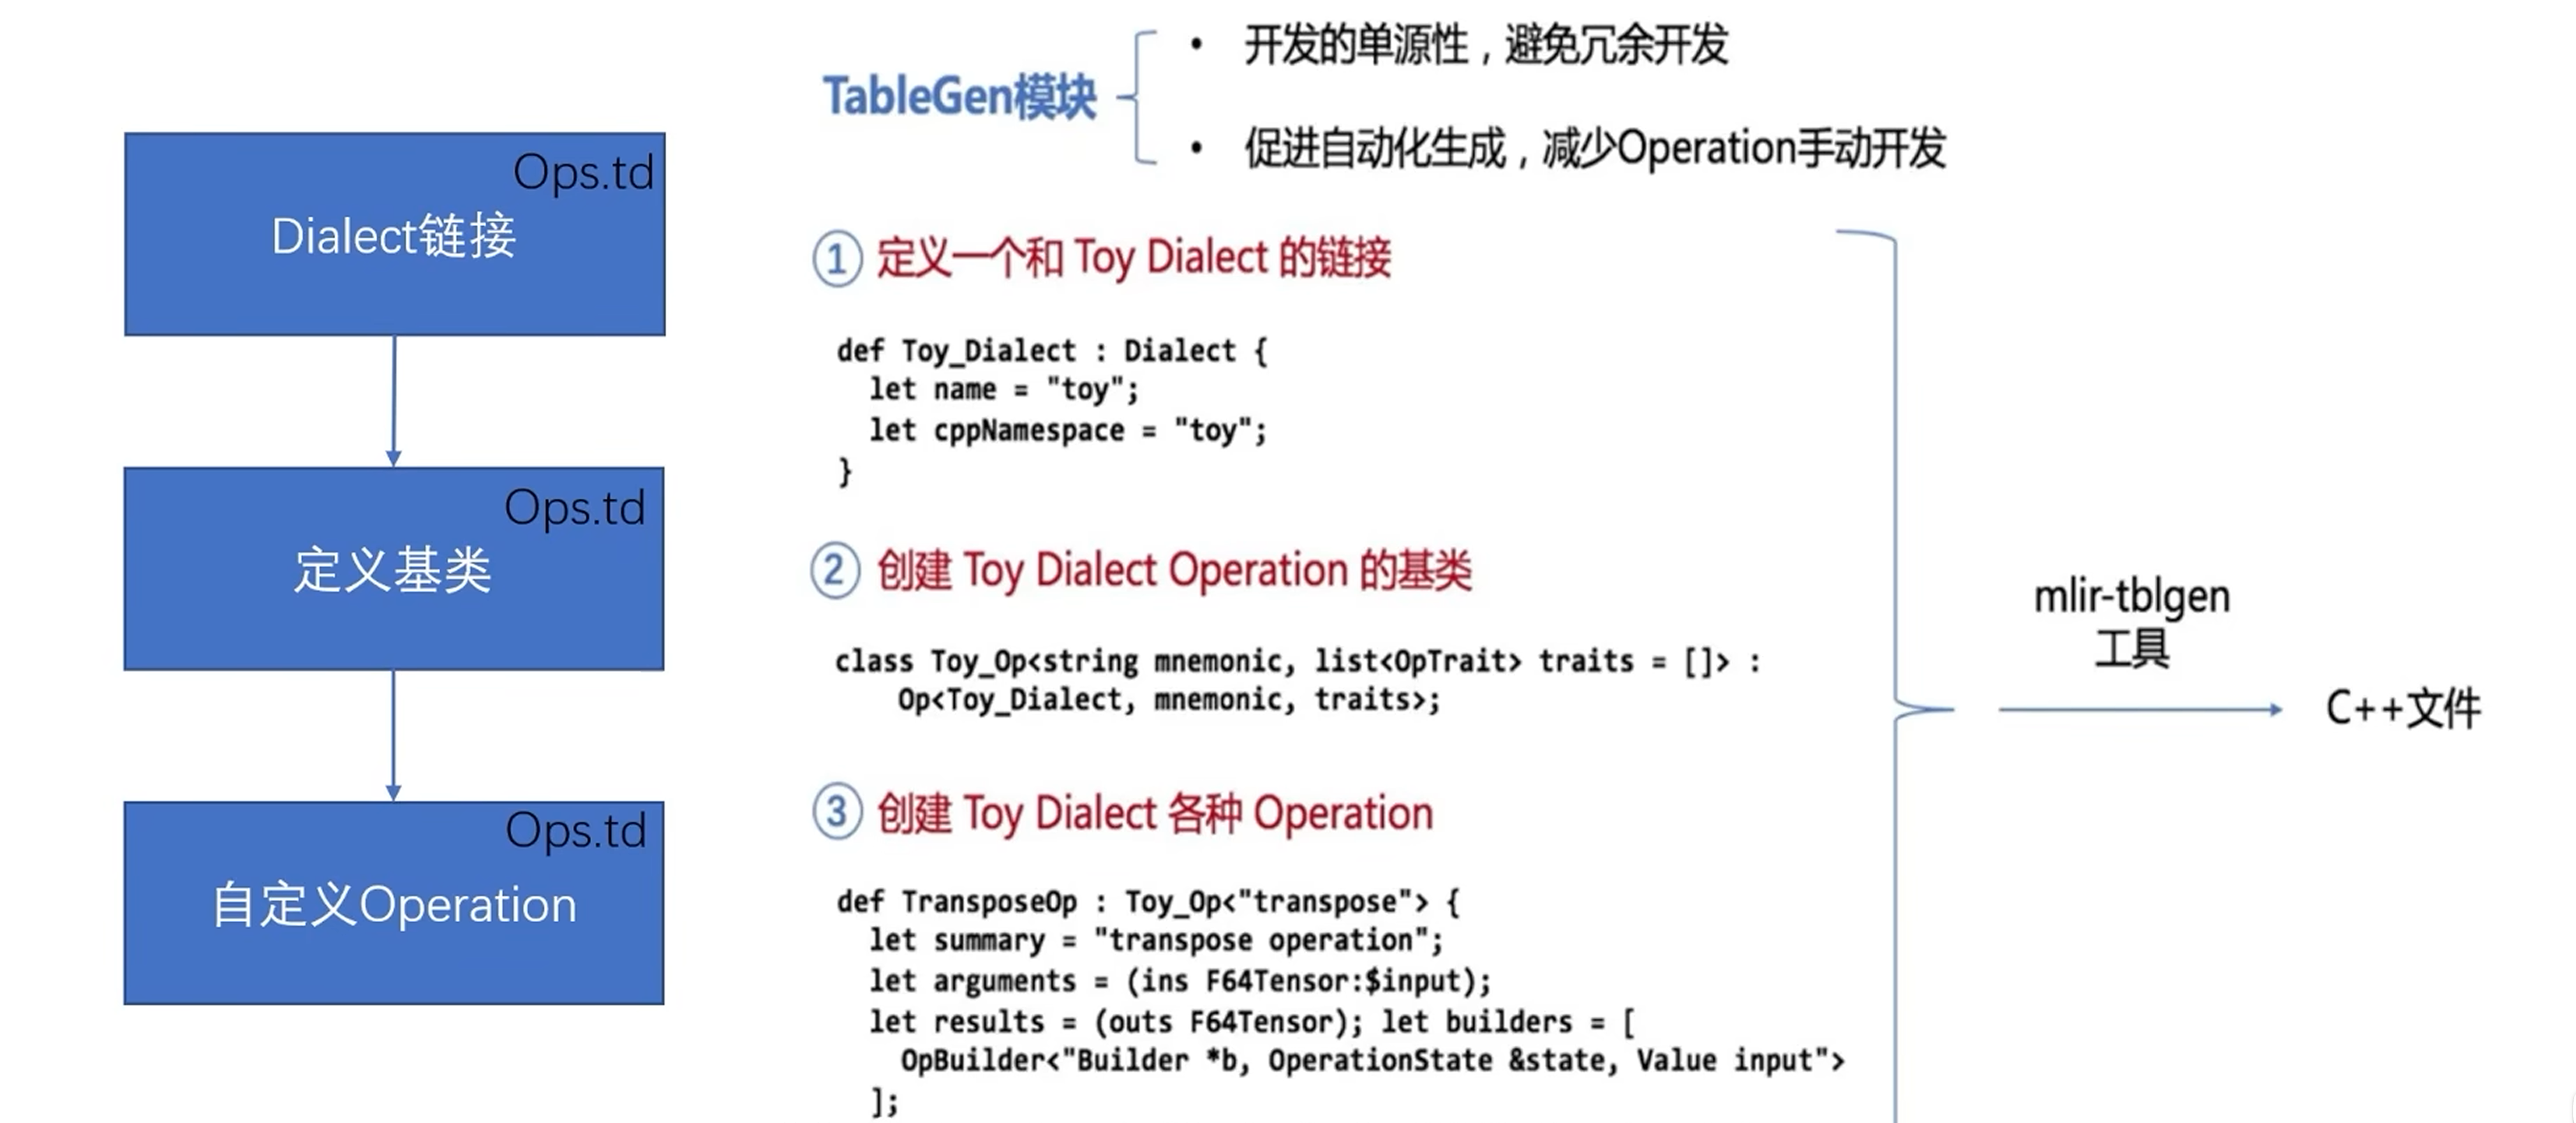 Ops.td
Dialect链接
Ops.td
定义基类
Ops.td
自定义Operation
TableGen模块
• 开发的单源性，避免冗余开发
• 促进自动化生成，减少Operation手动开发
① 定义一个和 Toy Dialect 的链接
def Toy_Dialect : Dialect {
  let name = "toy";
  let cppNamespace = "toy";
}
② 创建 Toy Dialect Operation 的基类
class Toy_Op<string mnemonic, list<OpTrait> traits = []> :
    Op<Toy_Dialect, mnemonic, traits>;
③ 创建 Toy Dialect 各种 Operation
def TransposeOp : Toy_Op<"transpose"> {
  let summary = "transpose operation";
  let arguments = (ins F64Tensor:$input);
  let results = (outs F64Tensor); let builders = [
    OpBuilder<"Builder *b, OperationState &state, Value input">
  ];
mlir-tblgen
工具
C++文件